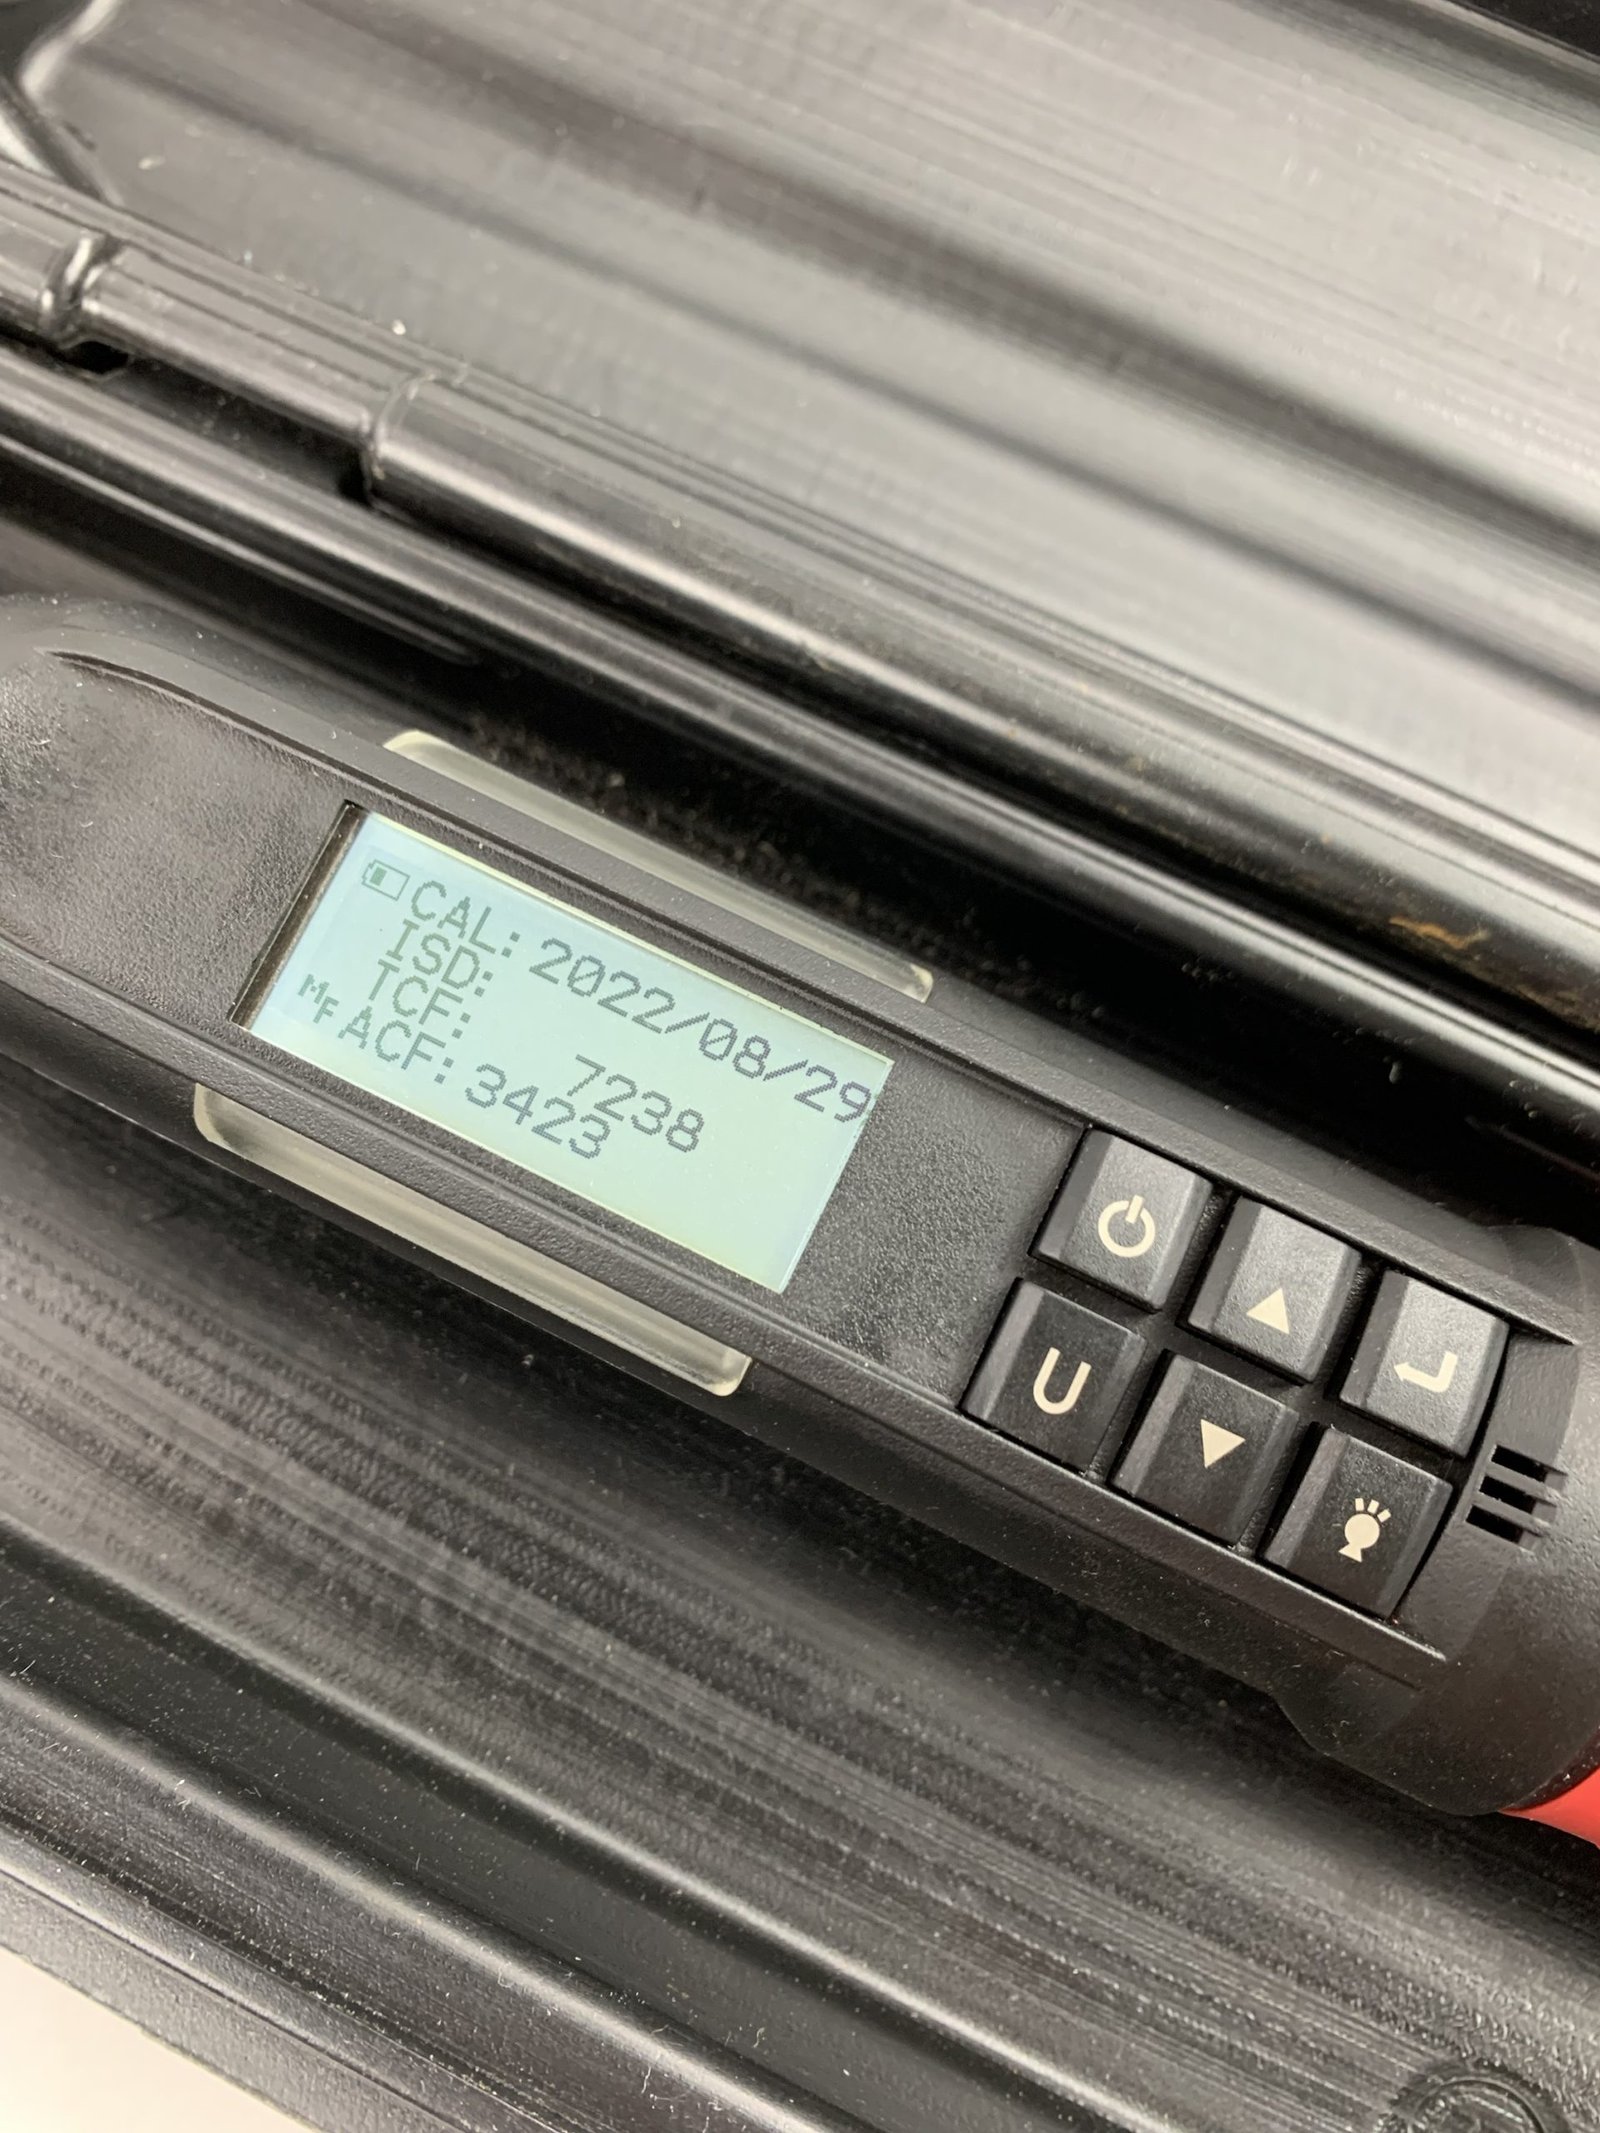 CAL: 2022/08/29
ISD:
TCF: 7238
MF ACF: 3423
U